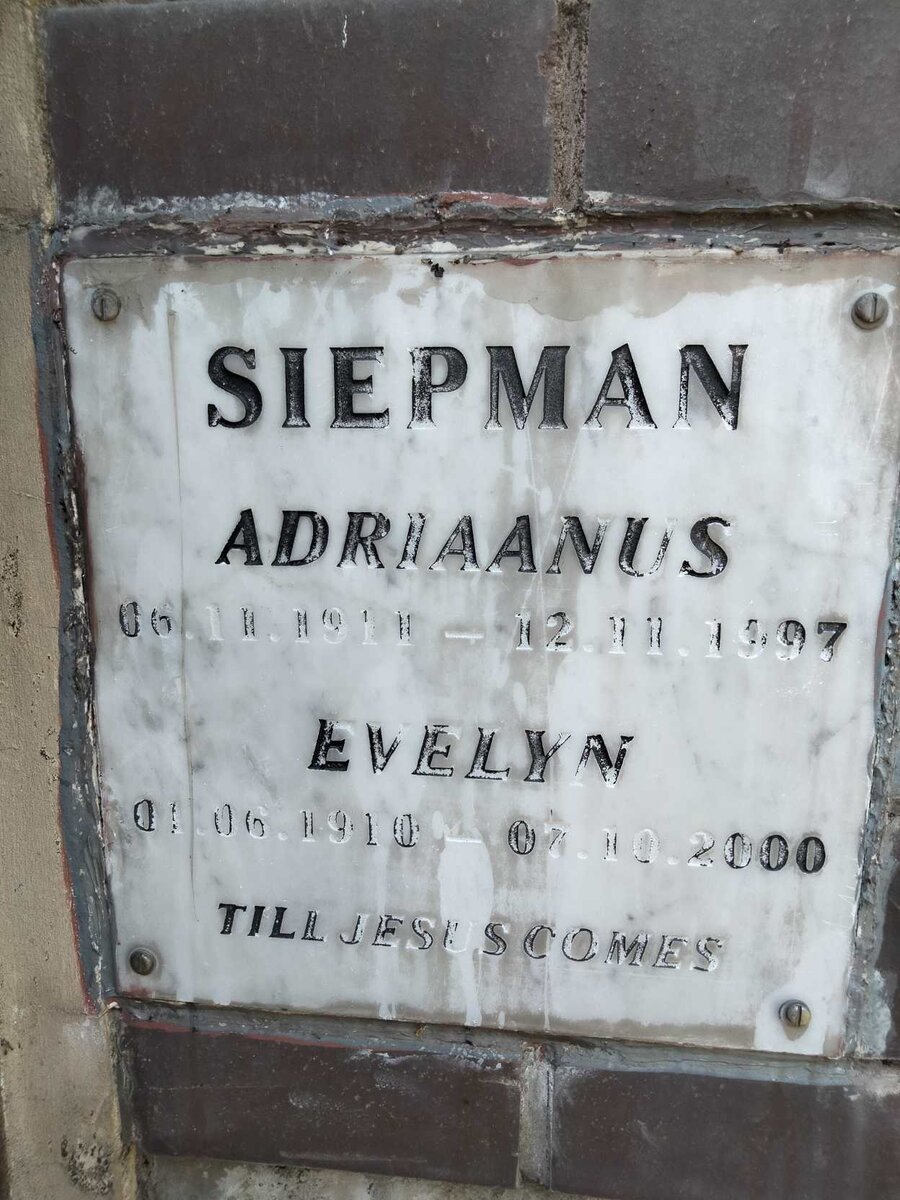 SIEPMAN
ADRIAANUS
06.11.1911 – 12.11.1997
EVELYN
01.06.1910 – 07.10.2000
TILL JESUS COMES